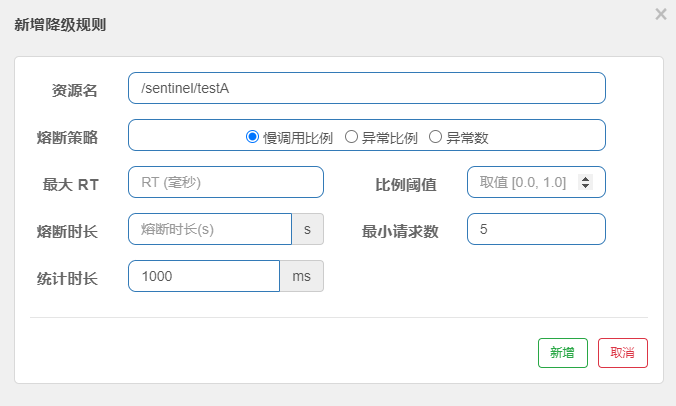 新增降级规则
×
资源名 /sentinel/testA
熔断策略 慢调用比例 异常比例 异常数
最大 RT RT (毫秒) 比例阈值 取值 [0.0, 1.0]
熔断时长 熔断时长(s) s 最小请求数 5
统计时长 1000 ms
新增 取消